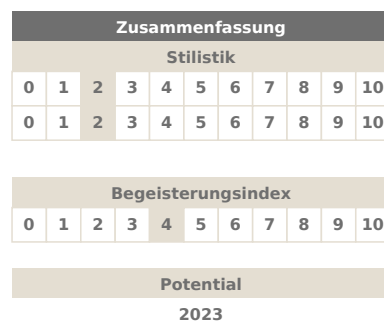 Zusammenfassung
Stilistik
0 1 2 3 4 5 6 7 8 9 10
0 1 2 3 4 5 6 7 8 9 10
Begeisterungsindex
0 1 2 3 4 5 6 7 8 9 10
Potential
2023